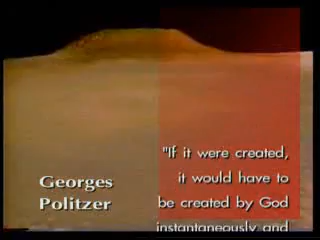 "If it were created,
it would have to
be created by God
instantaneously and
Georges
Politzer